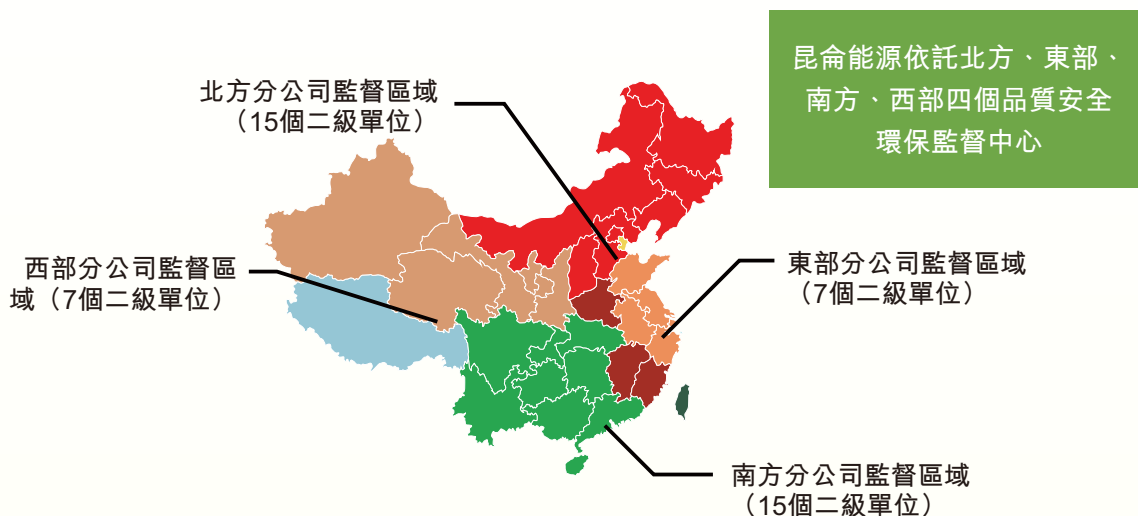 昆侖能源依託北方、東部、
南方、西部四個品質安全
環保監督中心
北方分公司監督區域
（15個二級單位）
西部分公司監督區
域（7個二級單位）
東部分公司監督區域
（7個二級單位）
南方分公司監督區域
（15個二級單位）